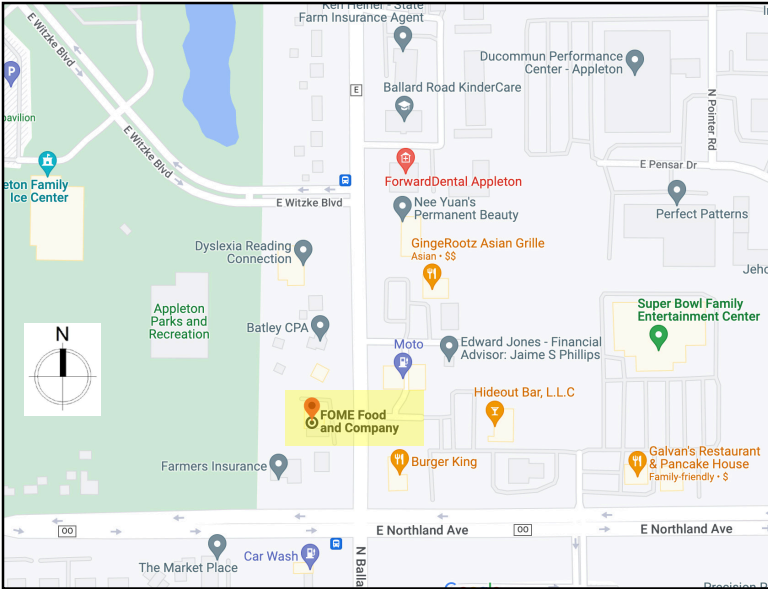 Ken Heiner - State
Farm Insurance Agent
E Witzke Blvd
Ducommun Performance
Center - Appleton
P
E
Ballard Road KinderCare
N Pointer Rd
pavilion
E Witzke Blvd
eton Family
Ice Center
E Pensar Dr
ForwardDental Appleton
E Witzke Blvd
Nee Yuan's
Permanent Beauty
Perfect Patterns
Dyslexia Reading
Connection
GingeRootz Asian Grille
Asian • $$
Jeho
Appleton
Parks and
Recreation
Super Bowl Family
Entertainment Center
N
Batley CPA
Moto
Edward Jones - Financial
Advisor: Jaime S Phillips
Hideout Bar, L.L.C
FOME Food
and Company
Farmers Insurance
Burger King
Galvan's Restaurant
& Pancake House
Family-friendly • $
OO
E Northland Ave
OO
E Northland Ave
The Market Place
Car Wash
N Balla